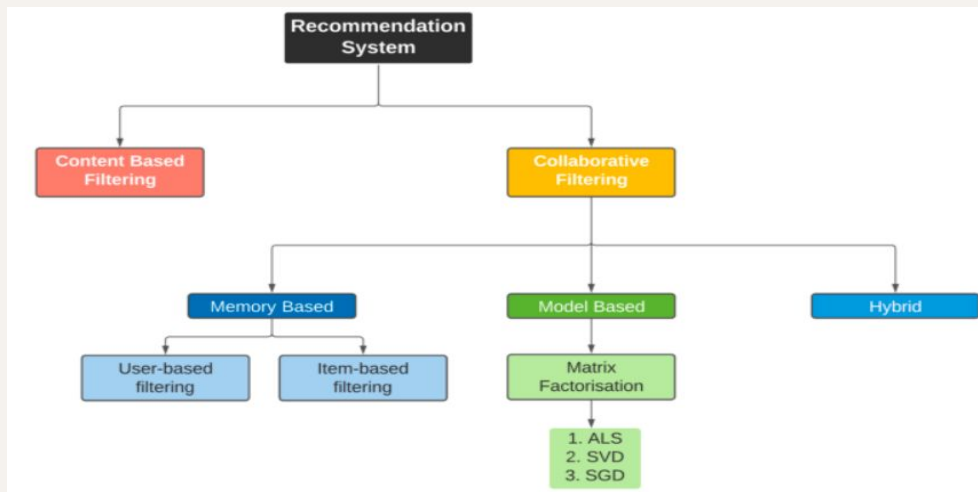 Recommendation
System
Content Based
Filtering
Collaborative
Filtering
Memory Based
Model Based
Hybrid
User-based
filtering
Item-based
filtering
Matrix
Factorisation
1. ALS
2. SVD
3. SGD